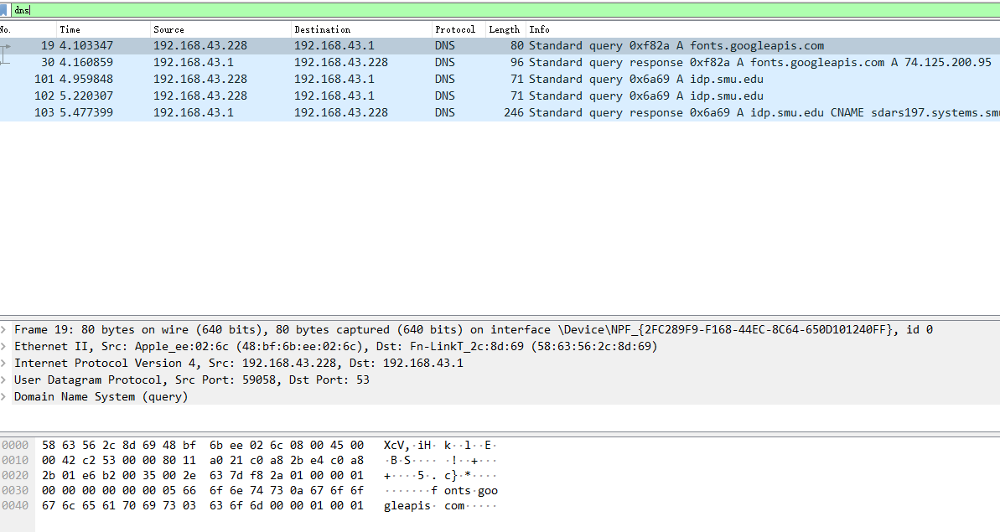 dns
No. Time Source Destination Protocol Length Info
19 4.103347 192.168.43.228 192.168.43.1 DNS 80 Standard query 0xf82a A fonts.googleapis.com
30 4.160859 192.168.43.1 192.168.43.228 DNS 96 Standard query response 0xf82a A fonts.googleapis.com A 74.125.200.95
101 4.959848 192.168.43.228 192.168.43.1 DNS 71 Standard query 0x6a69 A idp.smu.edu
102 5.220307 192.168.43.228 192.168.43.1 DNS 71 Standard query 0x6a69 A idp.smu.edu
103 5.477399 192.168.43.1 192.168.43.228 DNS 246 Standard query response 0x6a69 A idp.smu.edu CNAME sdars197.systems.smu
Frame 19: 80 bytes on wire (640 bits), 80 bytes captured (640 bits) on interface \Device\NPF_{2FC289F9-F168-44EC-8C64-650D101240FF}, id 0
Ethernet II, Src: Apple_ee:02:6c (48:bf:6b:ee:02:6c), Dst: Fn-LinkT_2c:8d:69 (58:63:56:2c:8d:69)
Internet Protocol Version 4, Src: 192.168.43.228, Dst: 192.168.43.1
User Datagram Protocol, Src Port: 59058, Dst Port: 53
Domain Name System (query)
0000 58 63 56 2c 8d 69 48 bf 6b ee 02 6c 08 00 45 00 XcV,·iH· k··l··E·
0010 00 42 c2 53 00 00 80 11 a0 21 c0 a8 2b e4 c0 a8 ·B·S···· ·!··+···
0020 2b 01 e6 b2 00 35 00 2e 63 7d f8 2a 01 00 00 01 +····5·. c}·*····
0030 00 00 00 00 00 00 05 66 6f 6e 74 73 0a 67 6f 6f ·······f onts·goo
0040 67 6c 65 61 70 69 73 03 63 6f 6d 00 00 01 00 01 gleapis· com·····